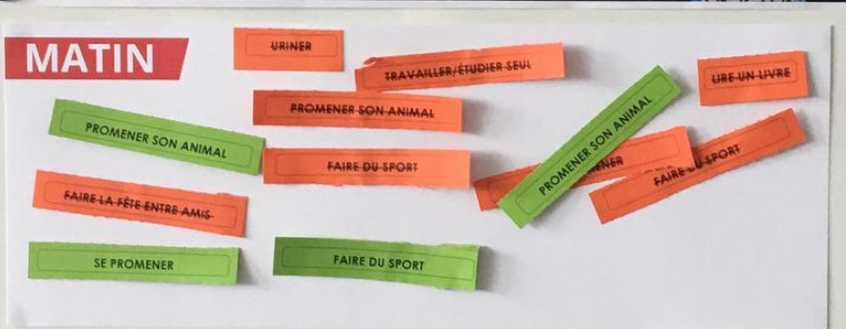 MATIN
URINER
TRAVAILLER/ÉTUDIER SEUL
LIRE UN LIVRE
PROMENER SON ANIMAL
PROMENER SON ANIMAL
PROMENER SON ANIMAL
FAIRE DU SPORT
ENER
FAIRE DU SPORT
FAIRE LA FÊTE ENTRE AMIS
SE PROMENER
FAIRE DU SPORT